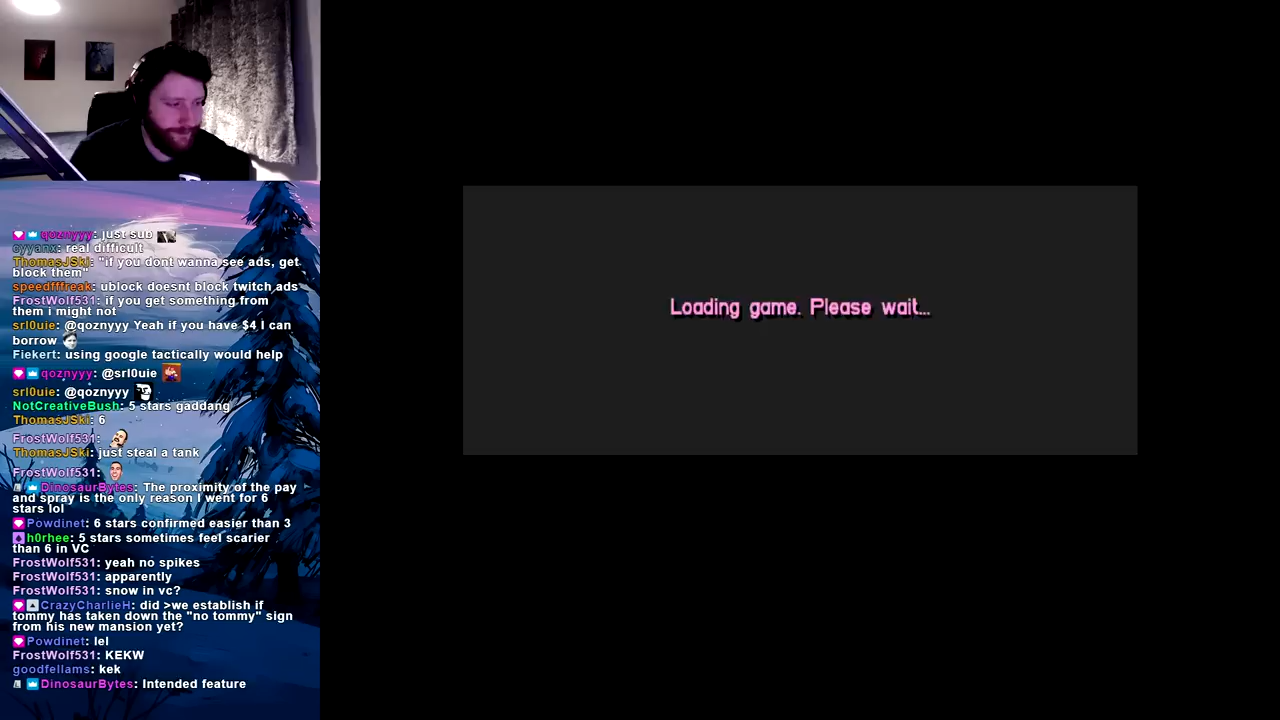 qoznyyy: just sub
cyyanx: real difficult
ThomasJSki: "if you dont wanna see ads, get
block them"
speedfffreak: ublock doesnt block twitch ads
FrostWolf531: if you get something from
them i might not
srl0uie: @qoznyyy Yeah if you have $4 I can
borrow
Fiekert: using google tactically would help
qoznyyy: @srl0uie
srl0uie: @qoznyyy
NotCreativeBush: 5 stars gaddang
ThomasJSki: 6
FrostWolf531:
ThomasJSki: just steal a tank
FrostWolf531:
DinosaurBytes: The proximity of the pay
and spray is the only reason I went for 6
stars lol
Powdinet: 6 stars confirmed easier than 3
h0rhee: 5 stars sometimes feel scarier
than 6 in VC
FrostWolf531: yeah no spikes
FrostWolf531: apparently
FrostWolf531: snow in vc?
CrazyCharlieH: did >we establish if
tommy has taken down the "no tommy" sign
from his new mansion yet?
Powdinet: lel
FrostWolf531: KEKW
goodfellams: kek
DinosaurBytes: Intended feature
Loading game. Please wait...